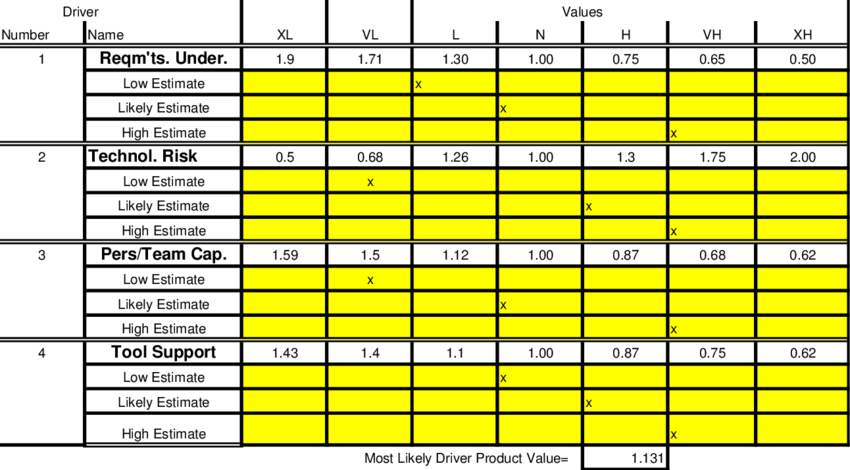 Driver Values
Number Name XL VL L N H VH XH
1 Reqm'ts. Under. 1.9 1.71 1.30 1.00 0.75 0.65 0.50
Low Estimate x
Likely Estimate x
High Estimate x
2 Technol. Risk 0.5 0.68 1.26 1.00 1.3 1.75 2.00
Low Estimate x
Likely Estimate x
High Estimate x
3 Pers/Team Cap. 1.59 1.5 1.12 1.00 0.87 0.68 0.62
Low Estimate x
Likely Estimate x
High Estimate x
4 Tool Support 1.43 1.4 1.1 1.00 0.87 0.75 0.62
Low Estimate x
Likely Estimate x
High Estimate x
Most Likely Driver Product Value= 1.131